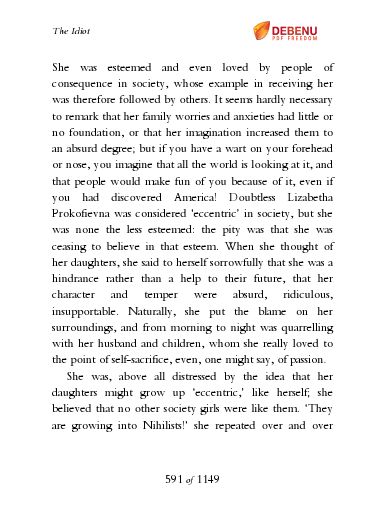 The Idiot
DEBENU
PDF FREEDOM
She was esteemed and even loved by people of
consequence in society, whose example in receiving her
was therefore followed by others. It seems hardly necessary
to remark that her family worries and anxieties had little or
no foundation, or that her imagination increased them to
an absurd degree; but if you have a wart on your forehead
or nose, you imagine that all the world is looking at it, and
that people would make fun of you because of it, even if
you had discovered America! Doubtless Lizabetha
Prokofievna was considered ‘eccentric’ in society, but she
was none the less esteemed: the pity was that she was
ceasing to believe in that esteem. When she thought of
her daughters, she said to herself sorrowfully that she was a
hindrance rather than a help to their future, that her
character and temper were absurd, ridiculous,
insupportable. Naturally, she put the blame on her
surroundings, and from morning to night was quarrelling
with her husband and children, whom she really loved to
the point of self-sacrifice, even, one might say, of passion.
She was, above all distressed by the idea that her
daughters might grow up ‘eccentric,’ like herself; she
believed that no other society girls were like them. ‘They
are growing into Nihilists!’ she repeated over and over
591 of 1149